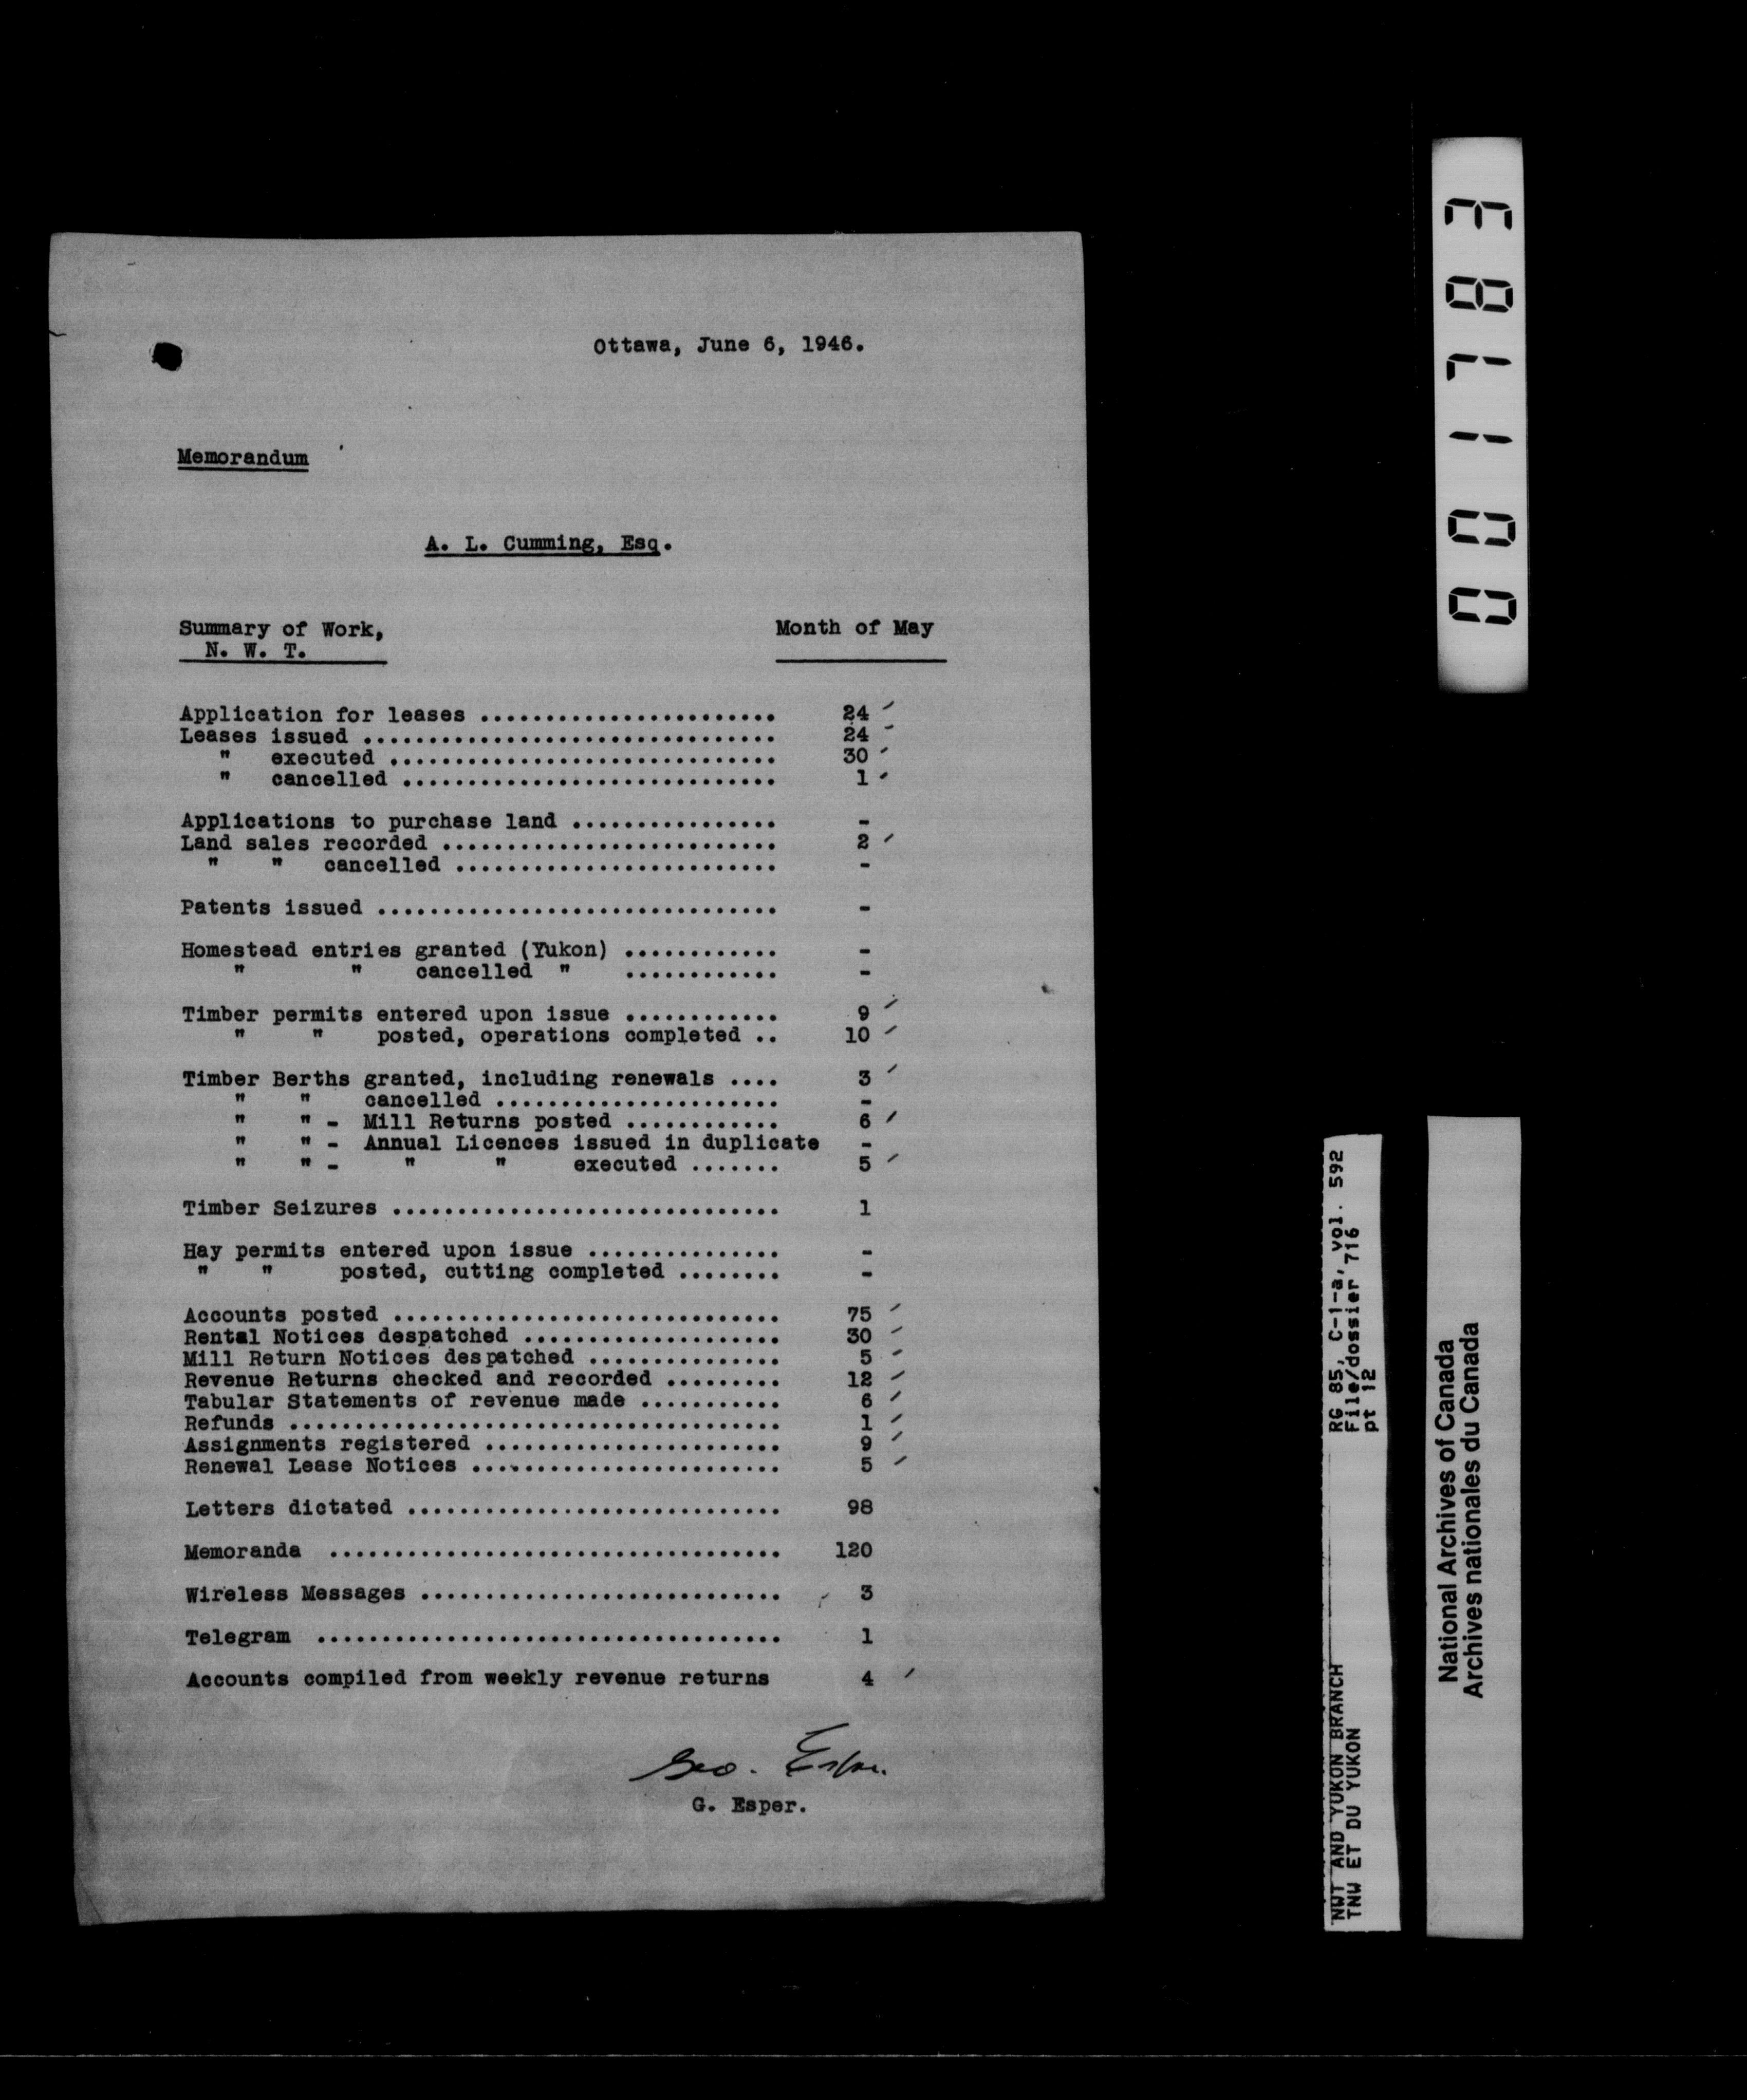 Ottawa, June 6, 1946.
Memorandum
A. L. Cumming, Esq.
Summary of Work, Month of May
N. W. T.
Application for leases ....................... 24
Leases issued ................................ 24
" executed .............................. 30
" cancelled ............................. 1
Applications to purchase land ................ -
Land sales recorded .......................... 2
" " cancelled ......................... -
Patents issued ............................... -
Homestead entries granted (Yukon) ............ -
" " cancelled " ............ -
Timber permits entered upon issue ............ 9
" " posted, operations completed .. 10
Timber Berths granted, including renewals .... 3
" " cancelled ...................... -
" " - Mill Returns posted ............ 6
" " - Annual Licences issued in duplicate -
" " - " " executed ....... 5
Timber Seizures .............................. 1
Hay permits entered upon issue ............... -
" " posted, cutting completed ........ -
Accounts posted .............................. 75
Rental Notices despatched .................... 30
Mill Return Notices despatched ............... 5
Revenue Returns checked and recorded ......... 12
Tabular Statements of revenue made ........... 6
Refunds ...................................... 1
Assignments registered ....................... 9
Renewal Lease Notices ........................ 5
Letters dictated ............................. 98
Memoranda ................................... 120
Wireless Messages ............................ 3
Telegram .................................... 1
Accounts compiled from weekly revenue returns 4
Geo. Esper.
G. Esper.
001783
RG 85, C-1-a, vol. 592
File/dossier 716
pt 12
NWT AND YUKON BRANCH
TNW ET DU YUKON
National Archives of Canada
Archives nationales du Canada